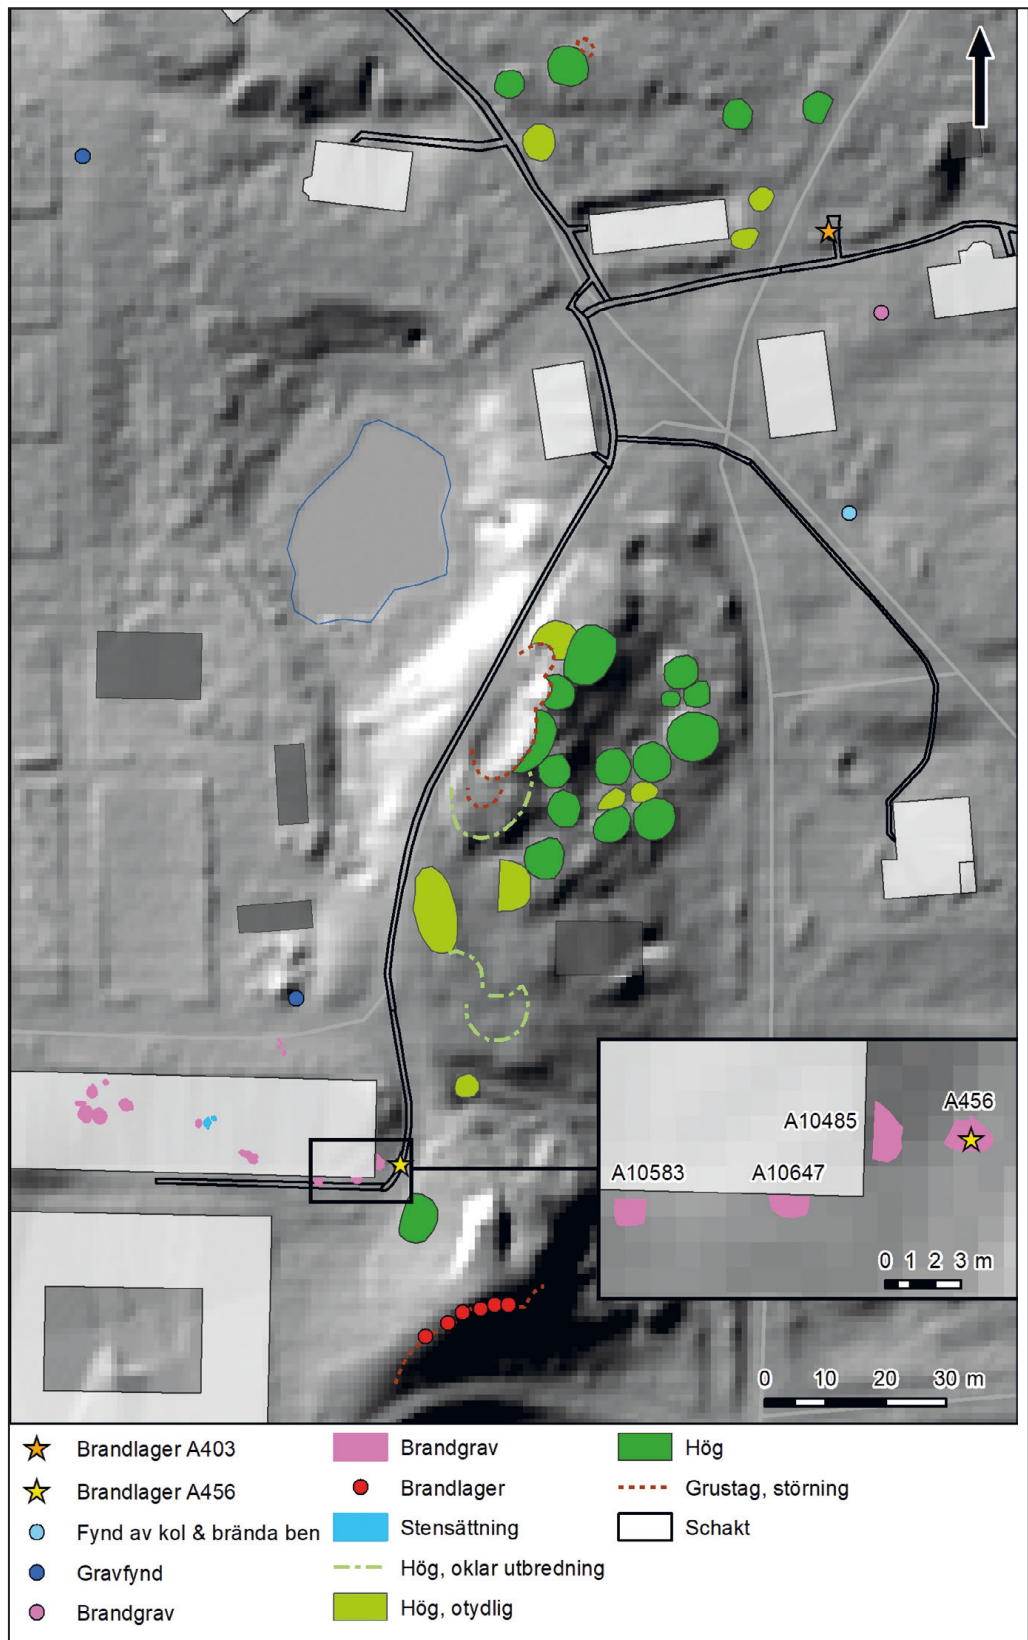 A456
A10485
A10583
A10647
0 1 2 3 m
0 10 20 30 m
Brandlager A403
Brandlager A456
Fynd av kol & brända ben
Gravfynd
Brandgrav
Brandgrav
Brandlager
Stensättning
Hög, oklar utbredning
Hög, otydlig
Hög
Grustag, störning
Schakt